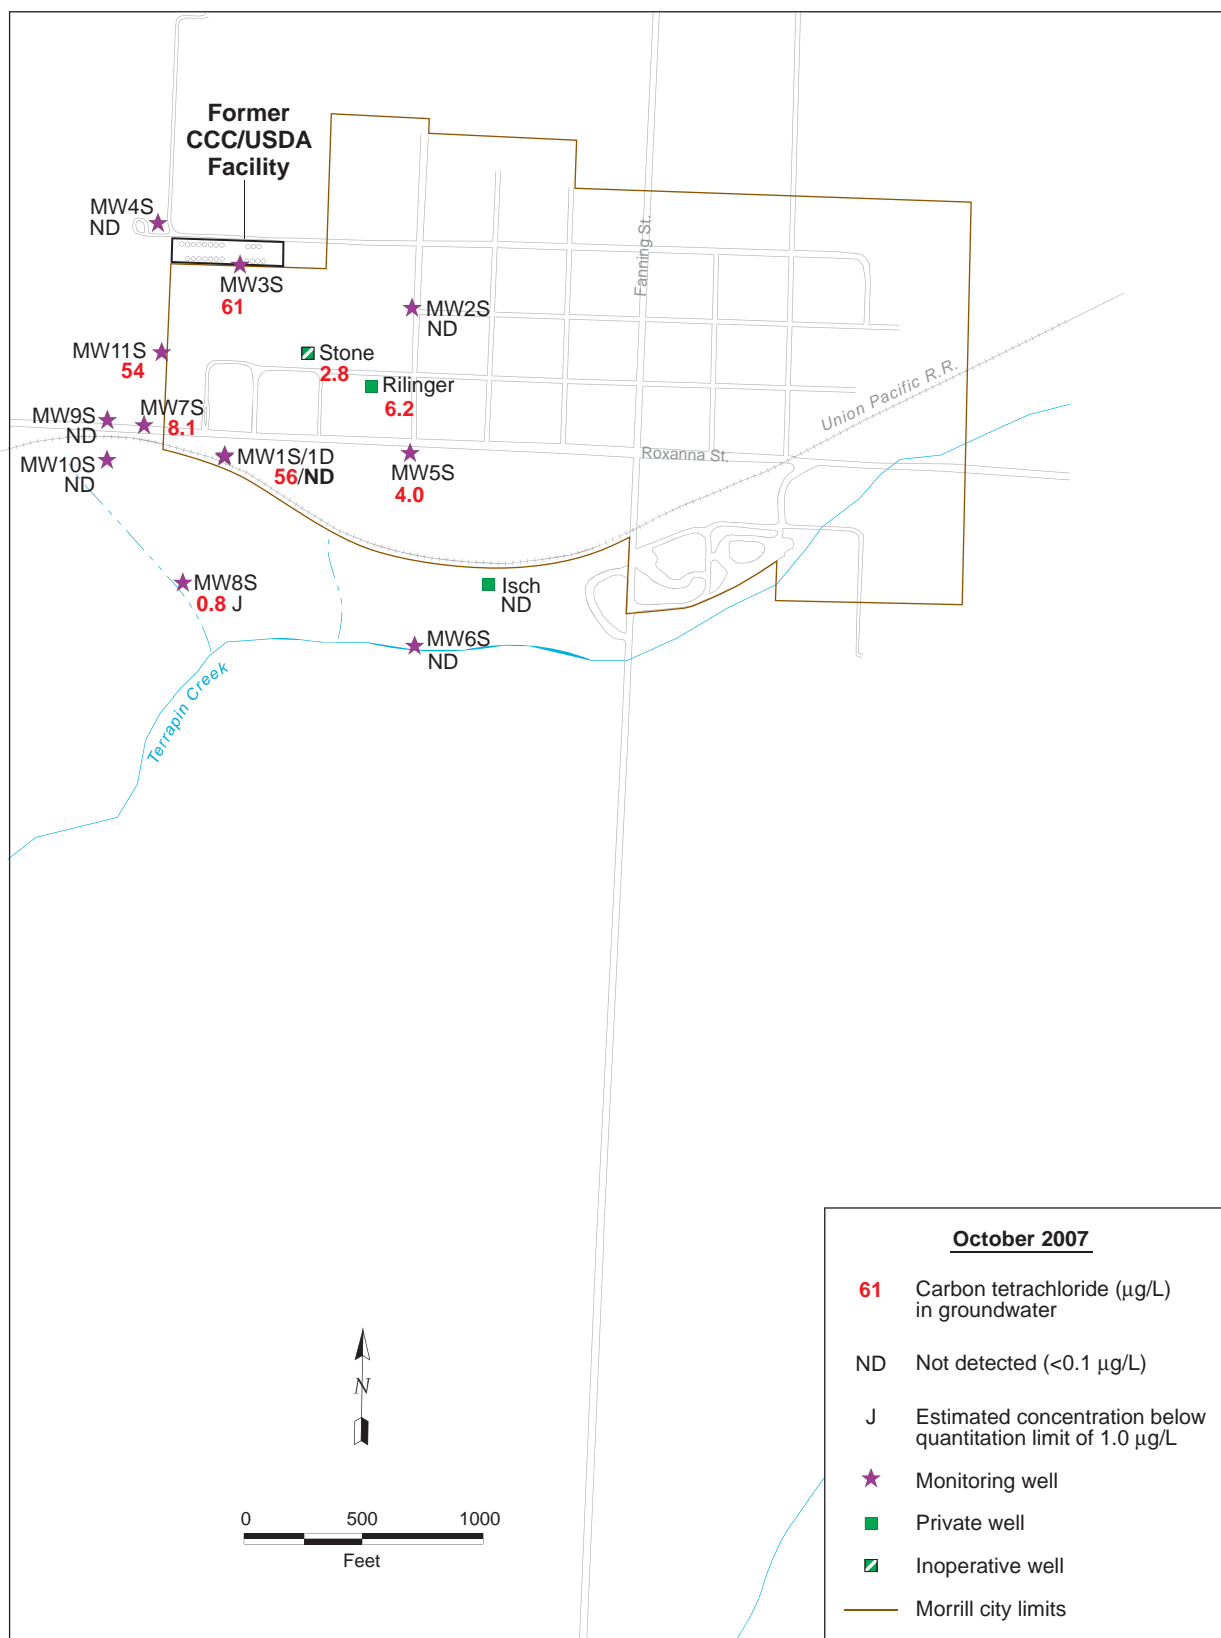 Former
CCC/USDA
Facility
MW4S
ND
MW3S
61
Fanning St.
MW2S
ND
MW11S
54
Stone
2.8
Rilinger
6.2
Union Pacific R.R.
MW9S
ND
MW7S
8.1
MW10S
ND
MW1S/1D
56/ND
MW5S
4.0
Roxanna St.
MW8S
0.8 J
Isch
ND
MW6S
ND
Terrapin Creek
October 2007
61 Carbon tetrachloride (µg/L)
in groundwater
ND Not detected (<0.1 µg/L)
J Estimated concentration below
quantitation limit of 1.0 µg/L
Monitoring well
Private well
Inoperative well
Morrill city limits
N
0 500 1000
Feet